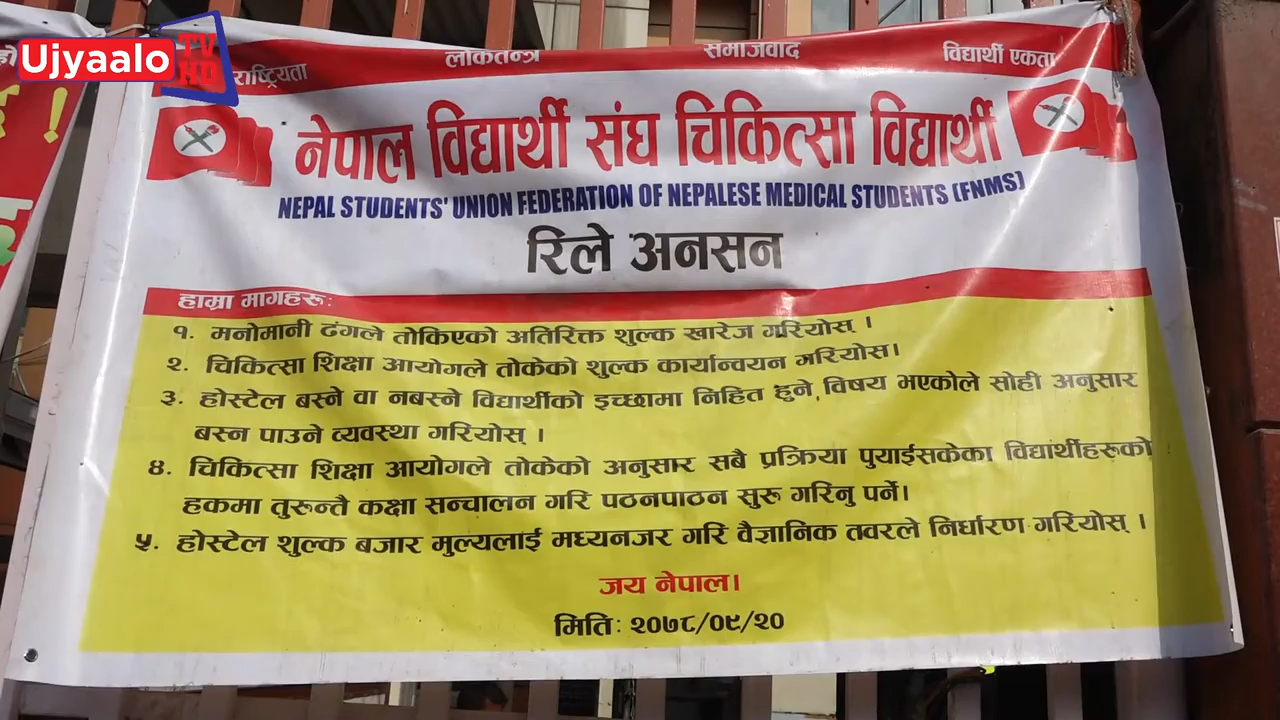 Ujyaalo
TV
HD
राष्ट्रियता लोकतन्त्र समाजवाद विद्यार्थी एकता
नेपाल विद्यार्थी संघ चिकित्सा विद्यार्थी
NEPAL STUDENTS' UNION FEDERATION OF NEPALESE MEDICAL STUDENTS (FNMS)
रिले अनसन
हाम्रा मागहरुः
१. मनोमानी ढंगले तोकिएको अतिरिक्त शुल्क खारेज गरियोस् ।
२. चिकित्सा शिक्षा आयोगले तोकेको शुल्क कार्यान्वयन गरियोस।
३. होस्टेल बस्ने वा नबस्ने विद्यार्थीको इच्छामा निहित हुने, विषय भएकोले सोही अनुसार
बस्न पाउने व्यवस्था गरियोस् ।
४. चिकित्सा शिक्षा आयोगले तोकेको अनुसार सबै प्रक्रिया पुयाईसकेका विद्यार्थीहरुको
हकमा तुरुन्तै कक्षा सन्चालन गरि पठनपाठन सुरु गरिनु पर्ने।
५. होस्टेल शुल्क बजार मुल्यलाई मध्यनजर गरि वैज्ञानिक तवरले निर्धारण गरियोस् ।
जय नेपाल।
मितिः २०७८/०९/२०